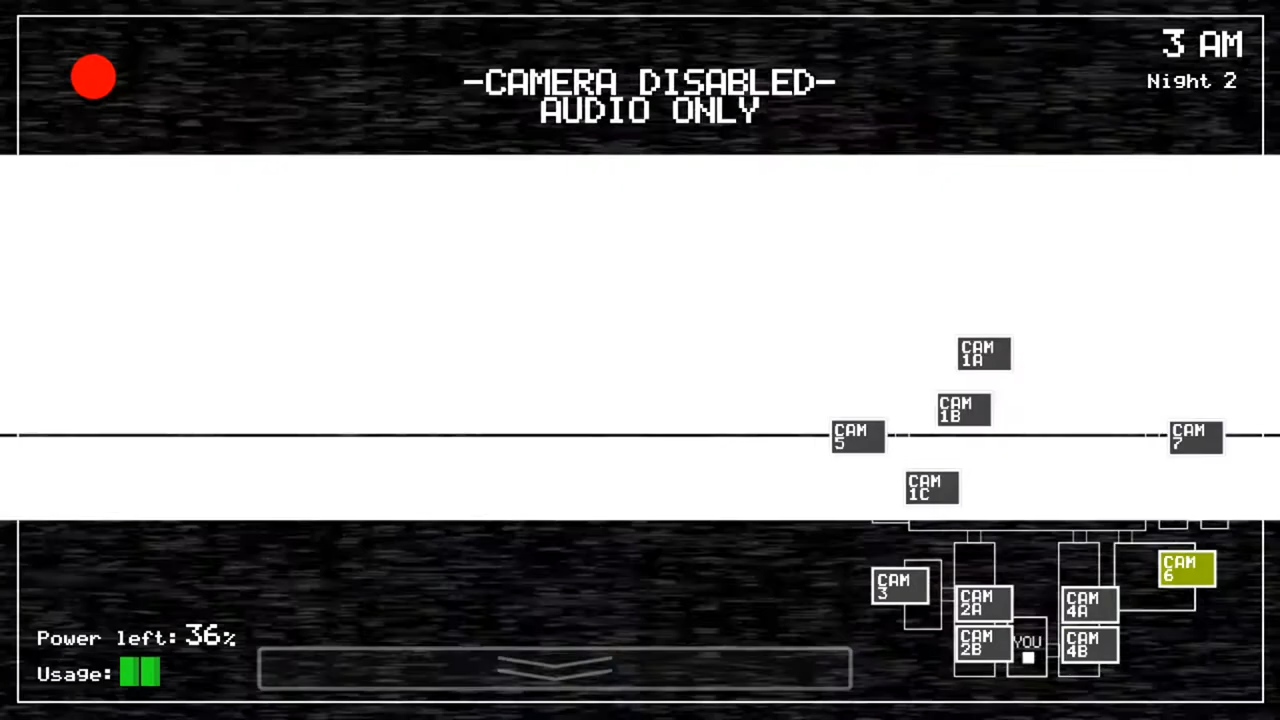 3 AM
Night 2
-CAMERA DISABLED-
AUDIO ONLY
CAM
1A
CAM
1B
CAM
5
CAM
7
CAM
1C
CAM
6
CAM
3
CAM
2A
CAM
4A
CAM
2B
YOU
CAM
4B
Power left: 36%
Usage: